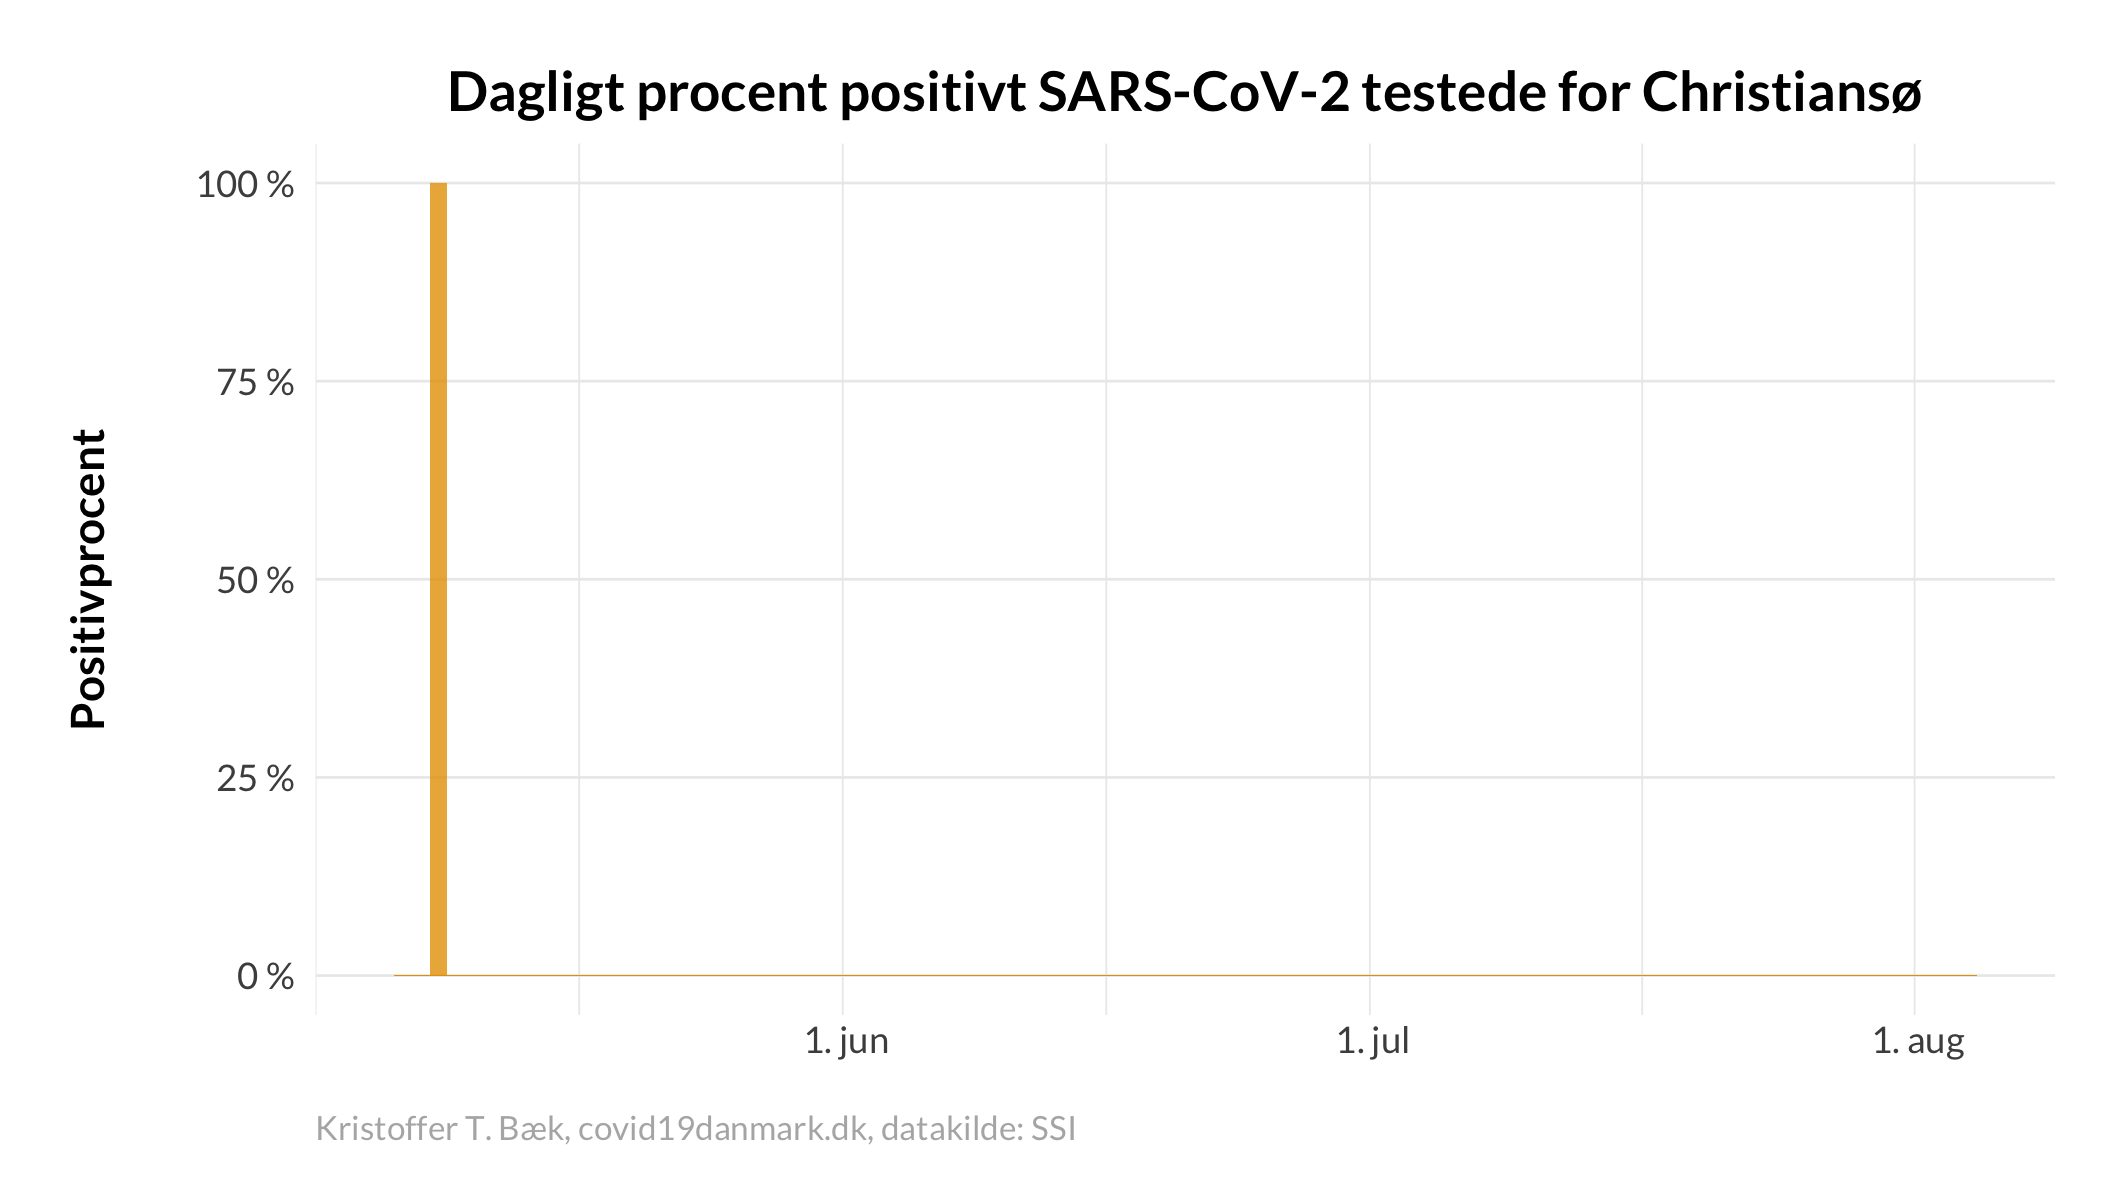 Dagligt procent positivt SARS-CoV-2 testede for Christiansø
Positivprocent
100 %
75 %
50 %
25 %
0 %
1. jun
1. jul
1. aug
Kristoffer T. Bæk, covid19danmark.dk, datakilde: SSI